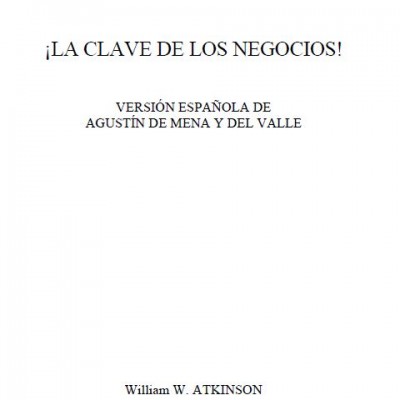 ¡LA CLAVE DE LOS NEGOCIOS!
VERSIÓN ESPAÑOLA DE
AGUSTÍN DE MENA Y DEL VALLE
William W. ATKINSON